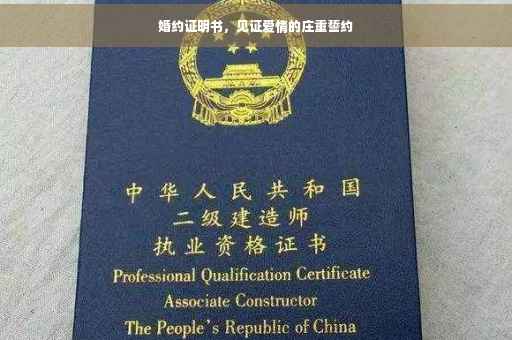 婚约证明书，见证爱情的庄重蜇约
中华人民共和国
二级建造师
执业资格证书
Professional Qualification Certificate
Associate Constructor
The People's Republic of China